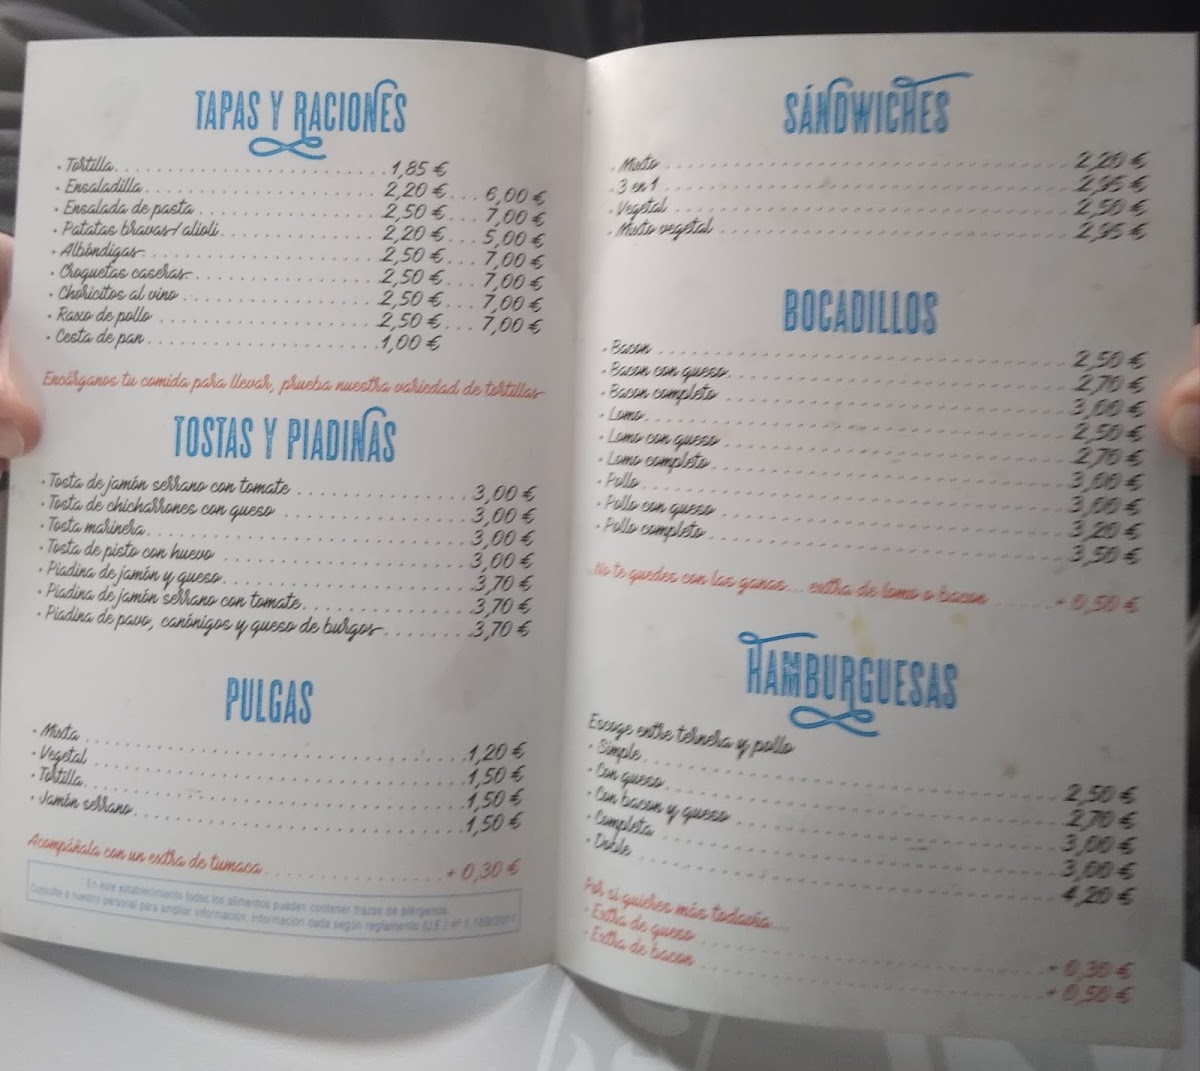 TAPAS Y RACIONES
· Tortilla 1,85 €
· Ensaladilla 2,20 € 6,00 €
· Ensalada de pasta 2,50 € 7,00 €
· Patatas bravas/alioli 2,20 € 5,00 €
· Albóndigas 2,50 € 7,00 €
· Croquetas caseras 2,50 € 7,00 €
· Choricitos al vino 2,50 € 7,00 €
· Raxo de pollo 2,50 € 7,00 €
· Cesta de pan 1,00 €
Encárganos tu comida para llevar, prueba nuestra variedad de tortillas
TOSTAS Y PIADINAS
· Tosta de jamón serrano con tomate 3,00 €
· Tosta de chicharrones con queso 3,00 €
· Tosta marinera 3,00 €
· Tosta de pisto con huevo 3,00 €
· Piadina de jamón y queso 3,70 €
· Piadina de jamón serrano con tomate 3,70 €
· Piadina de pavo, canónigos y queso de burgos 3,70 €
PULGAS
· Mixta 1,20 €
· Vegetal 1,50 €
· Tortilla 1,50 €
· Jamón serrano 1,50 €
Acompáñala con un extra de tumaca + 0,30 €
En este establecimiento todos los alimentos pueden contener trazas de alérgenos.
Consulte a nuestro personal para ampliar información. Información dada según reglamento (U.E.) nº
SÁNDWICHES
· Mixto 2,20 €
· 3 en 1 2,95 €
· Vegetal 2,50 €
· Mixto vegetal 2,95 €
BOCADILLOS
· Bacon 2,50 €
· Bacon con queso 2,70 €
· Bacon completo 3,00 €
· Lomo 2,50 €
· Lomo con queso 2,70 €
· Lomo completo 3,00 €
· Pollo 3,00 €
· Pollo con queso 3,20 €
· Pollo completo 3,50 €
No te quedes con las ganas... extra de lomo o bacon + 0,50 €
HAMBURGUESAS
Escoge entre ternera y pollo
· Simple 2,50 €
· Con queso 2,70 €
· Con bacon y queso 3,00 €
· Completa 3,00 €
· Doble 4,20 €
Por si quieres más todavía...
· Extra de queso + 0,30 €
· Extra de bacon + 0,50 €